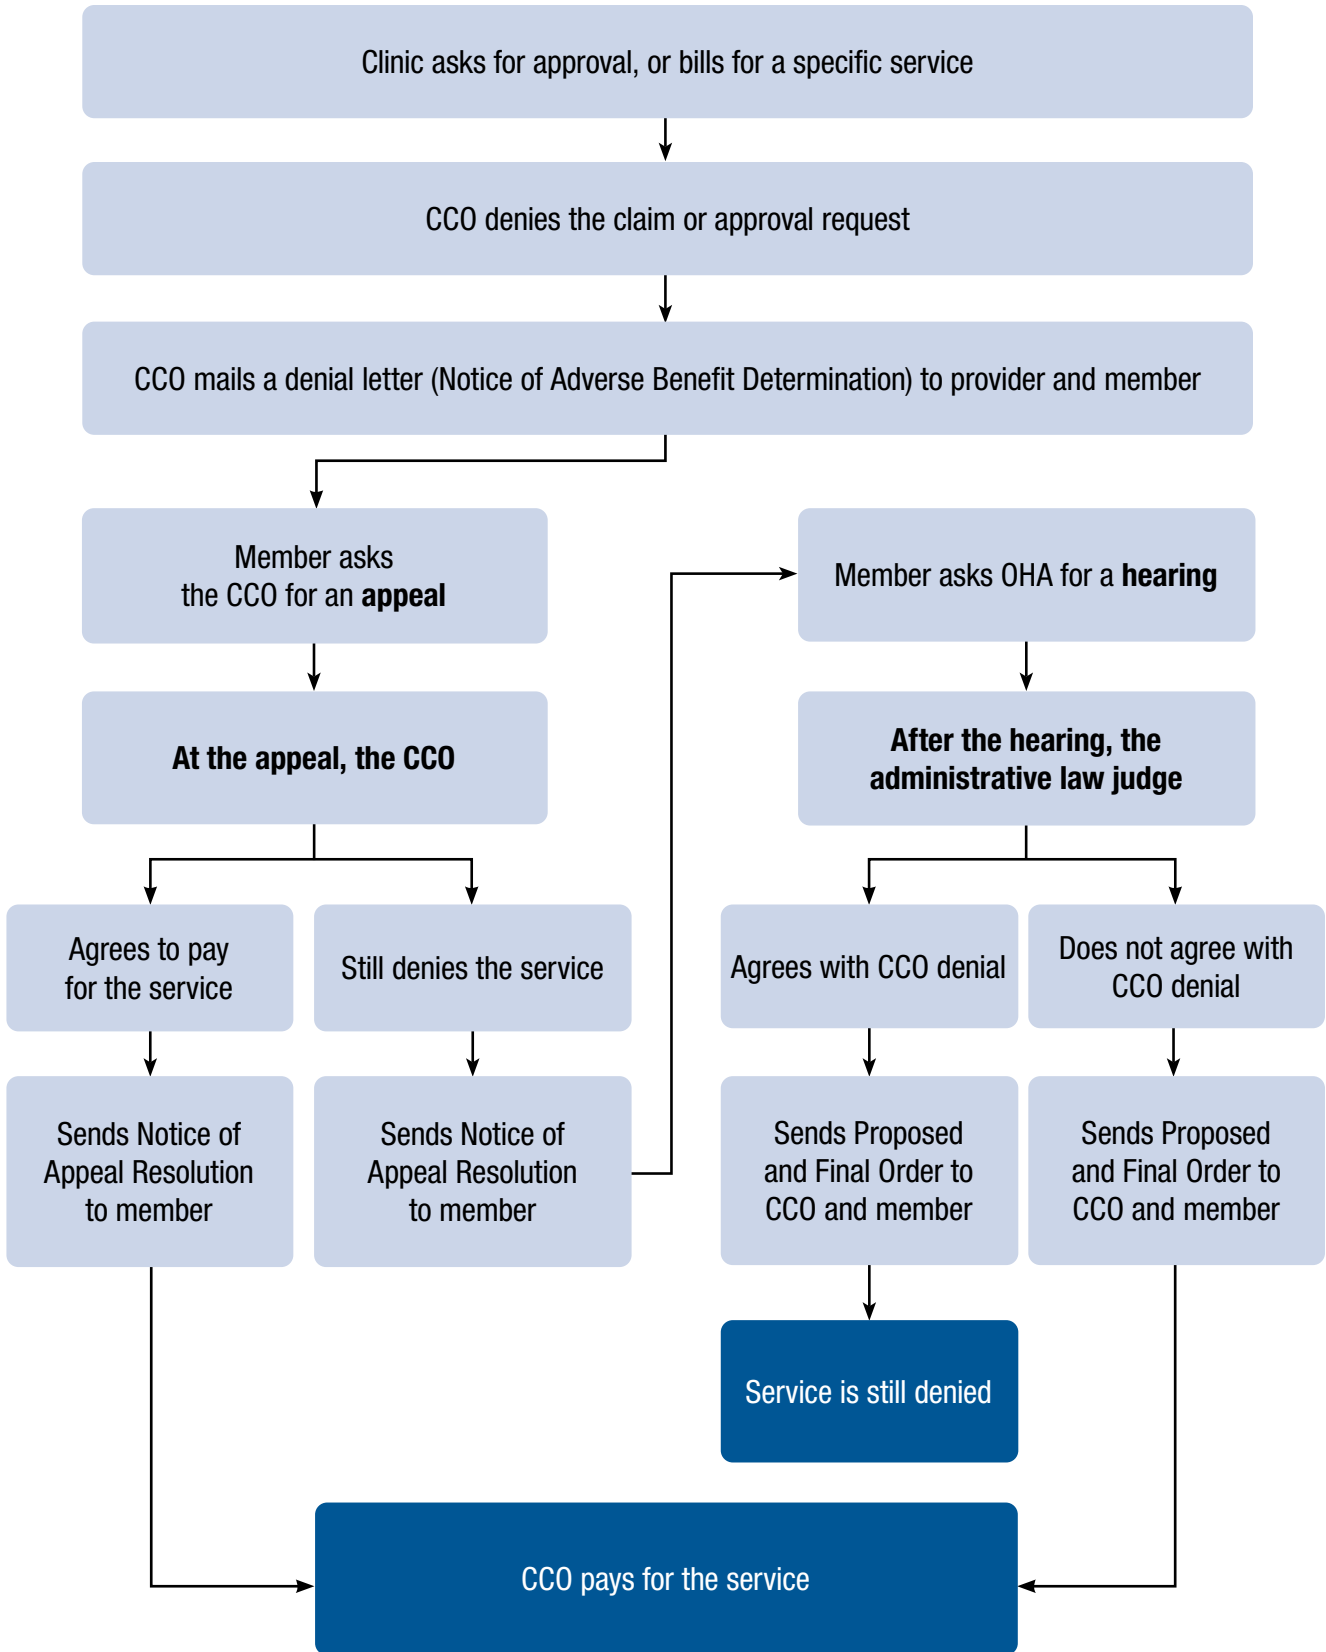 Clinic asks for approval, or bills for a specific service
CCO denies the claim or approval request
CCO mails a denial letter (Notice of Adverse Benefit Determination) to provider and member
Member asks
the CCO for an appeal
At the appeal, the CCO
Agrees to pay
for the service
Still denies the service
Sends Notice of
Appeal Resolution
to member
Sends Notice of
Appeal Resolution
to member
Member asks OHA for a hearing
After the hearing, the
administrative law judge
Agrees with CCO denial
Does not agree with
CCO denial
Sends Proposed
and Final Order to
CCO and member
Sends Proposed
and Final Order to
CCO and member
Service is still denied
CCO pays for the service